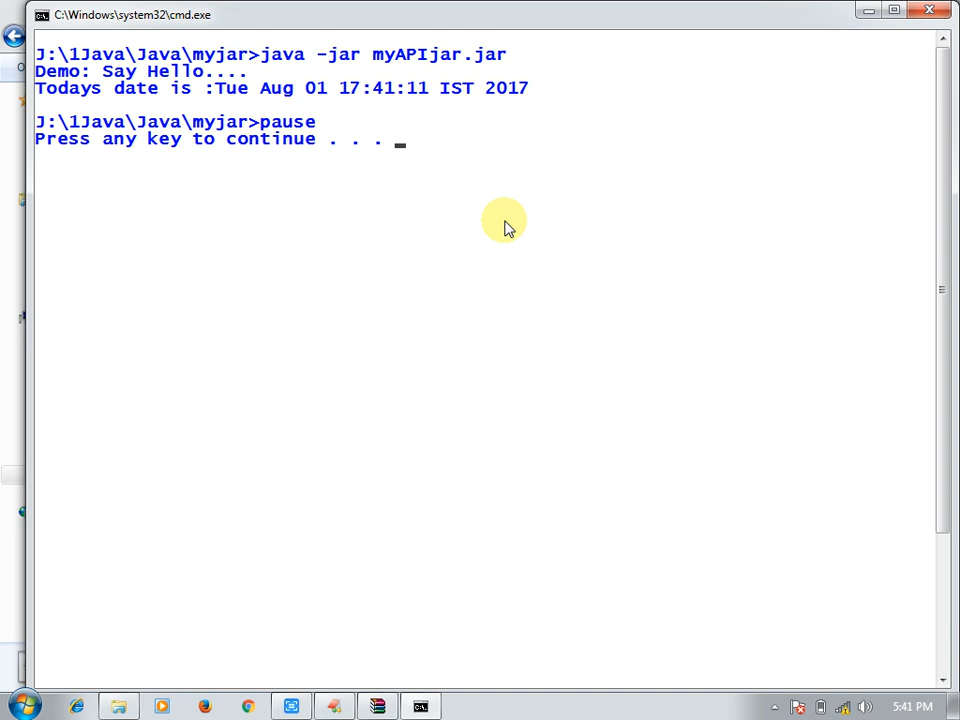 C:\Windows\system32\cmd.exe
J:\1Java\Java\myjar>java -jar myAPIjar.jar
Demo: Say Hello....
Todays date is :Tue Aug 01 17:41:11 IST 2017
J:\1Java\Java\myjar>pause
Press any key to continue . . .
5:41 PM